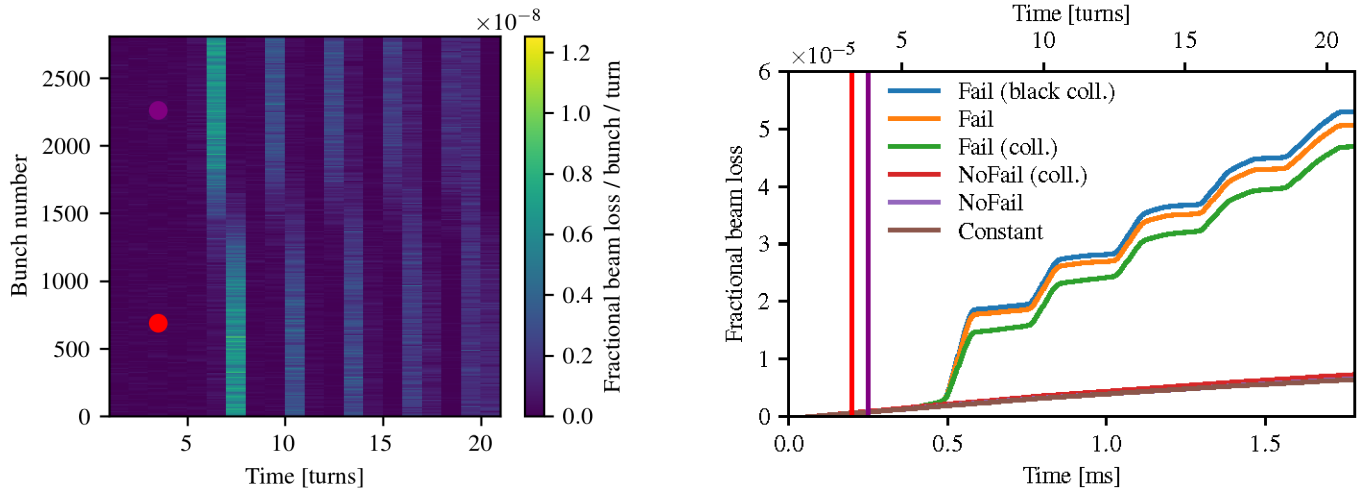 ×10⁻⁸
2500
2000
1500
1000
500
0
Bunch number
5
10
15
20
Time [turns]
1.2
1.0
0.8
0.6
0.4
0.2
0.0
Fractional beam loss / bunch / turn
Time [turns]
5
10
15
20
×10⁻⁵
6
5
4
3
2
1
0
Fractional beam loss
Fail (black coll.)
Fail
Fail (coll.)
NoFail (coll.)
NoFail
Constant
0.0
0.5
1.0
1.5
Time [ms]